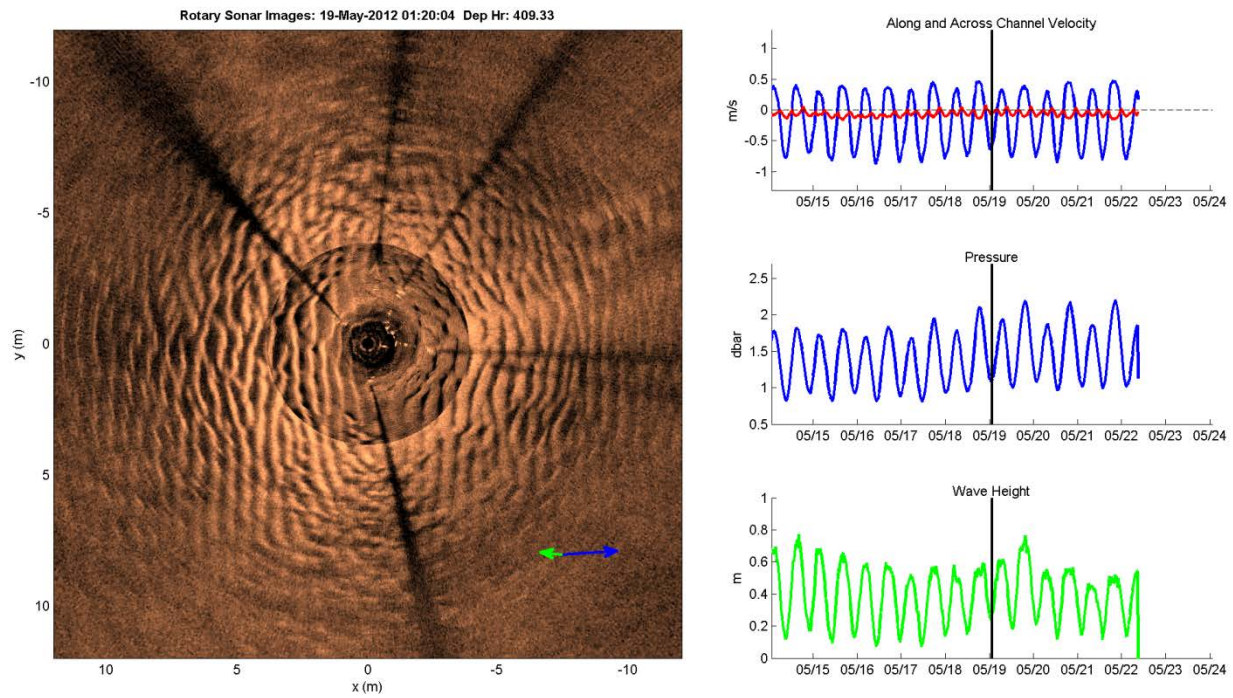 Rotary Sonar Images: 19-May-2012 01:20:04 Dep Hr: 409.33
-10
-5
0
5
10
y (m)
10 5 0 -5 -10
x (m)
Along and Across Channel Velocity
1
0.5
0
-0.5
-1
m/s
05/15 05/16 05/17 05/18 05/19 05/20 05/21 05/22 05/23 05/24
Pressure
2.5
2
1.5
1
0.5
dbar
05/15 05/16 05/17 05/18 05/19 05/20 05/21 05/22 05/23 05/24
Wave Height
1
0.8
0.6
0.4
0.2
0
m
05/15 05/16 05/17 05/18 05/19 05/20 05/21 05/22 05/23 05/24